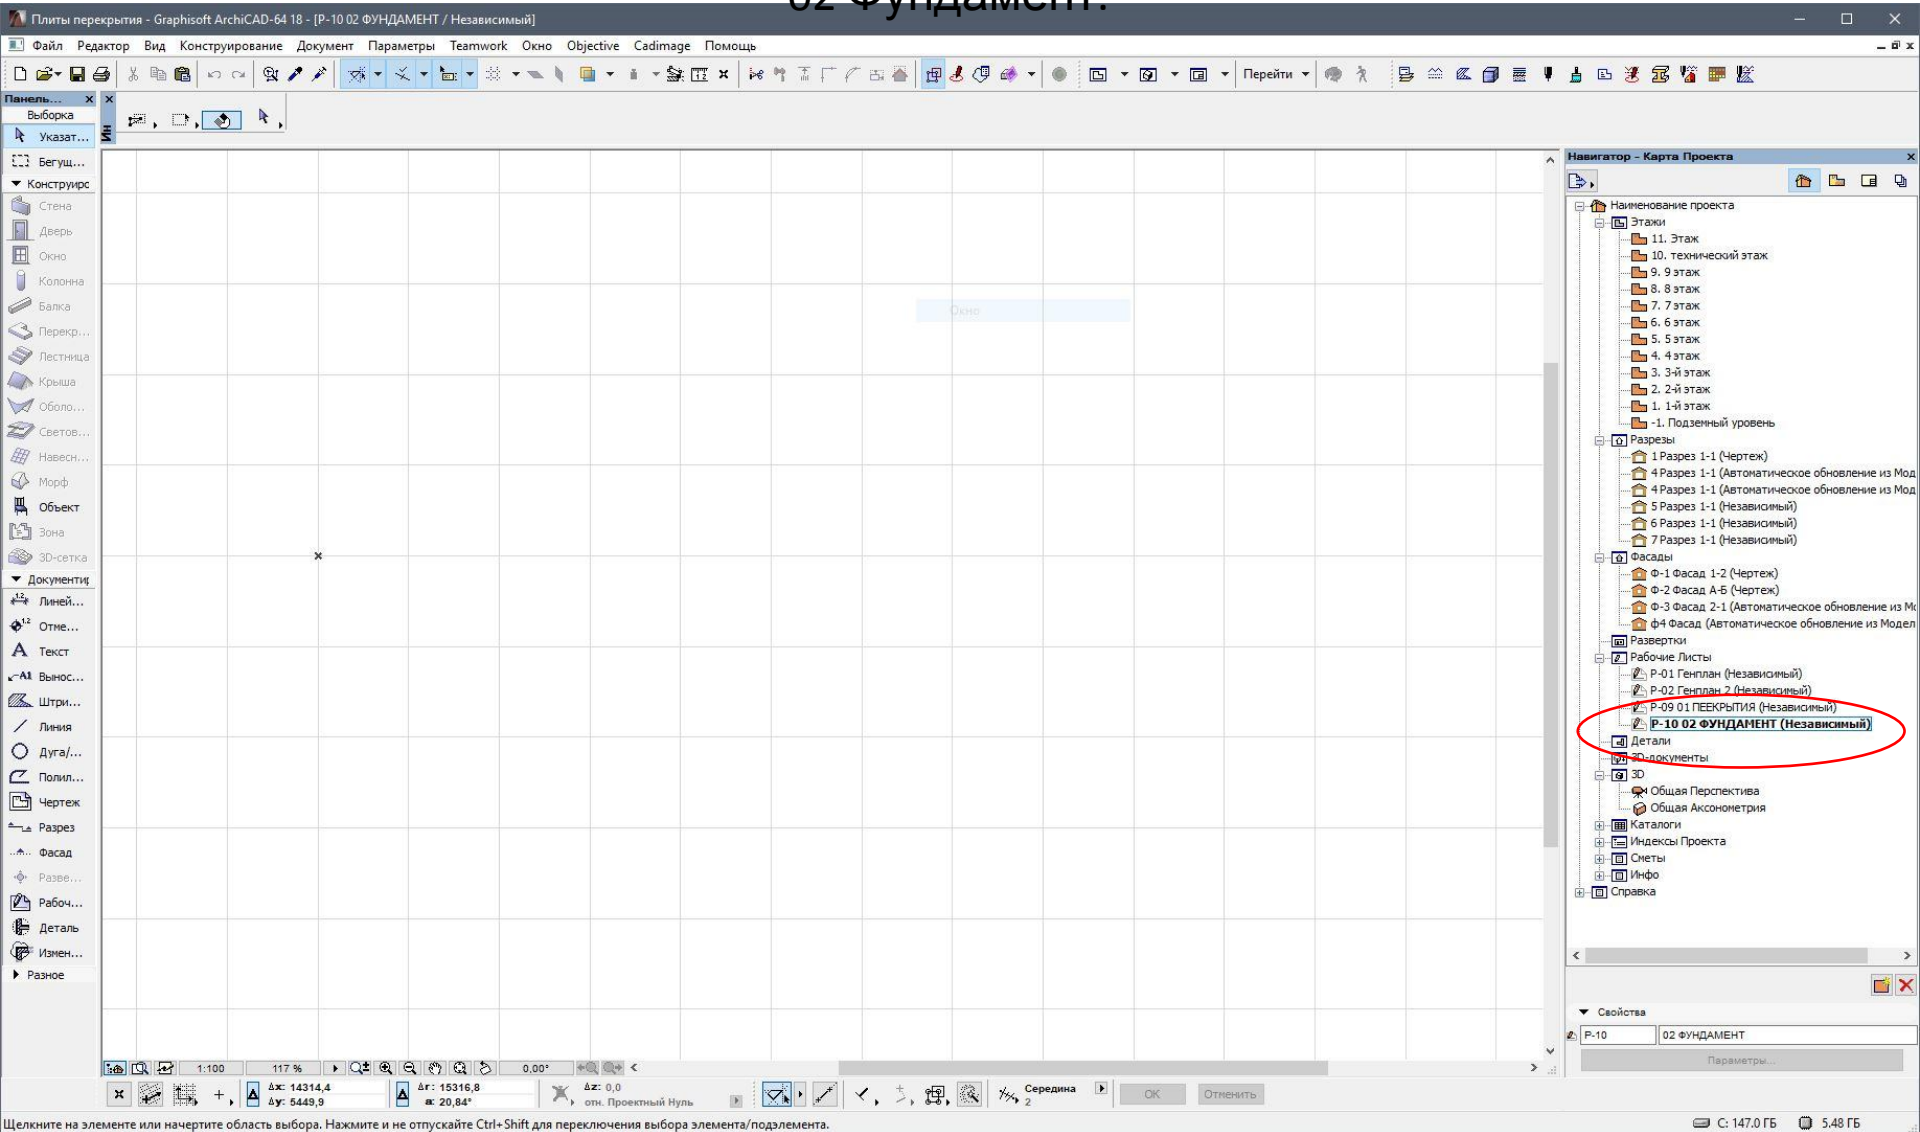 02 Фундамент.
Плиты перекрытия - Graphisoft ArchiCAD-64 18 - [Р-10 02 ФУНДАМЕНТ / Независимый]
Файл Редактор Вид Конструирование Документ Параметры Teamwork Окно Objective Cadimage Помощь
Перейти
Панель...
Выборка
Указат...
Бегущ...
Конструирс
Стена
Дверь
Окно
Колонна
Балка
Перекр...
Лестница
Крыша
Оболо...
Светов...
Навесн...
Морф
Объект
Зона
3D-сетка
Документир
Линей...
Отме...
Текст
Вынос...
Штри...
Линия
Дуга/...
Полил...
Чертеж
Разрез
Фасад
Разве...
Рабоч...
Деталь
Измен...
Разное
Ин
Окно
Навигатор - Карта Проекта
Наименование проекта
Этажи
11. Этаж
10. технический этаж
9. 9 этаж
8. 8 этаж
7. 7 этаж
6. 6 этаж
5. 5 этаж
4. 4 этаж
3. 3-й этаж
2. 2-й этаж
1. 1-й этаж
-1. Подземный уровень
Разрезы
1 Разрез 1-1 (Чертеж)
4 Разрез 1-1 (Автоматическое обновление из Мод
4 Разрез 1-1 (Автоматическое обновление из Мод
5 Разрез 1-1 (Независимый)
6 Разрез 1-1 (Независимый)
7 Разрез 1-1 (Независимый)
Фасады
Ф-1 Фасад 1-2 (Чертеж)
Ф-2 Фасад А-Б (Чертеж)
Ф-3 Фасад 2-1 (Автоматическое обновление из Мо
ф4 Фасад (Автоматическое обновление из Модел
Развертки
Рабочие Листы
Р-01 Генплан (Независимый)
Р-02 Генплан 2 (Независимый)
Р-09 01 ПЕЕКРЫТИЯ (Независимый)
Р-10 02 ФУНДАМЕНТ (Независимый)
Детали
3D-документы
3D
Общая Перспектива
Общая Аксонометрия
Каталоги
Индексы Проекта
Сметы
Инфо
Справка
Свойства
Р-10 02 ФУНДАМЕНТ
Параметры...
1:100 117 % 0,00°
Δx: 14314,4 Δr: 15316,8 Δz: 0,0
Δy: 5449,9 a: 20,84° отн. Проектный Нуль
Середина
2
OK Отменить
Щелкните на элементе или начертите область выбора. Нажмите и не отпускайте Ctrl+Shift для переключения выбора элемента/подэлемента.
C: 147.0 ГБ 5.48 ГБ